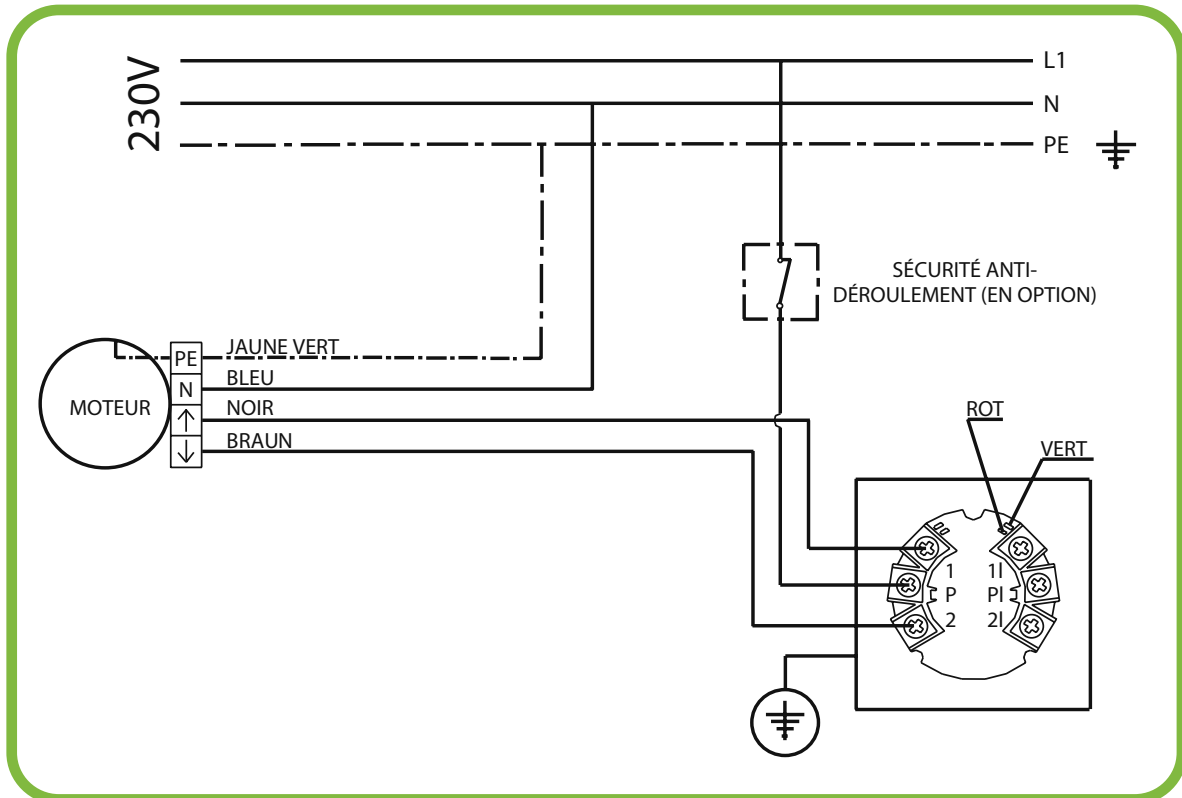 230V
L1
N
PE
SÉCURITÉ ANTI-
DÉROULEMENT (EN OPTION)
MOTEUR
PE
JAUNE VERT
N
BLEU
↑
NOIR
↓
BRAUN
ROT
VERT
1 1I
P PI
2 2I